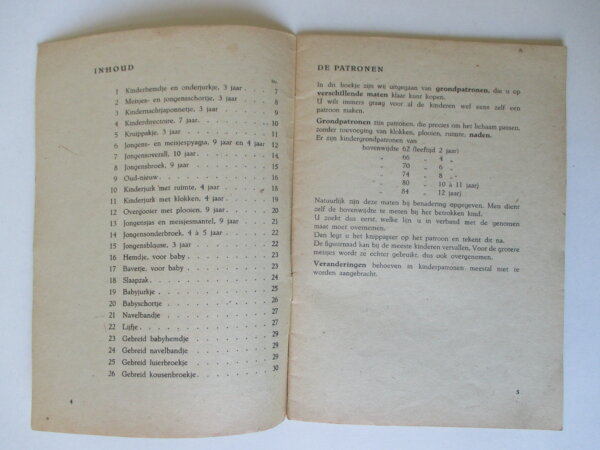 INHOUD
Blz.
1 Kinderhemdje en onderjurkje, 3 jaar . . 7
2 Meisjes- en jongensschortje, 3 jaar . . 8
3 Kindernachtjaponnetje, 3 jaar . . . 9
4 Kinderdirectoire, 7 jaar. . . . . 10
5 Kruippakje, 3 jaar . . . . . . 11
6 Jongens- en meisjespyama, 9 jaar en 4 jaar 12
7 Jongensoverall, 10 jaar. . . . . 14
8 Jongensbroek, 9 jaar . . . . . 15
9 Oud-nieuw . . . . . . . 16
10 Kinderjurk met ruimte, 4 jaar . . . 18
11 Kinderjurk met klokken, 4 jaar . . . 19
12 Overgooier met plooien, 9 jaar . . . 20
13 Jongensjas en meisjesmantel, 9 jaar . . 21
14 Jongensonderbroek, 4 à 5 jaar . . . 22
15 Jongensblouse, 3 jaar . . . . . 23
16 Hemdje, voor baby . . . . . 23
17 Bavetje, voor baby . . . . . 24
18 Slaapzak . . . . . . . 24
19 Babyjurkje . . . . . . . 25
20 Babyschortje . . . . . . 26
21 Navelbandje . . . . . . 27
22 Lijfje . . . . . . . . 27
23 Gebreid babyhemdje . . . . . 29
24 Gebreid navelbandje . . . . . 29
25 Gebreid luierbroekje . . . . . 29
26 Gebreid kousenbroekje . . . . . 30
4
DE PATRONEN
In dit boekje zijn wij uitgegaan van grondpatronen, die u op
verschillende maten klaar kunt kopen.
U wilt immers graag voor al de kinderen wel eens zelf een
patroon maken.
Grondpatronen zijn patronen, die precies om het lichaam passen,
zonder toevoeging van klokken, plooien, ruimte, naden.
Er zijn kindergrondpatronen van
bovenwijdte 62 (leeftijd 2 jaar)
„ 66 „ 4 „
„ 70 „ 6 „
„ 74 „ 8 „
„ 80 „ 10 à 11 jaar)
„ 84 „ 12 jaar)
Natuurlijk zijn deze maten bij benadering opgegeven. Men dient
zelf de bovenwijdte te meten bij het betrokken kind.
U zoekt dus eerst welke lijn u in verband met de genomen
maat moet overnemen.
Dan legt u het knippapier op het patroon en tekent dit na.
De figuurnaad kan bij de meeste kinderen vervallen. Voor de grotere
meisjes wordt ze echter gebruikt, dus ook overgenomen.
Veranderingen behoeven in kinderpatronen meestal niet te
worden aangebracht.
5